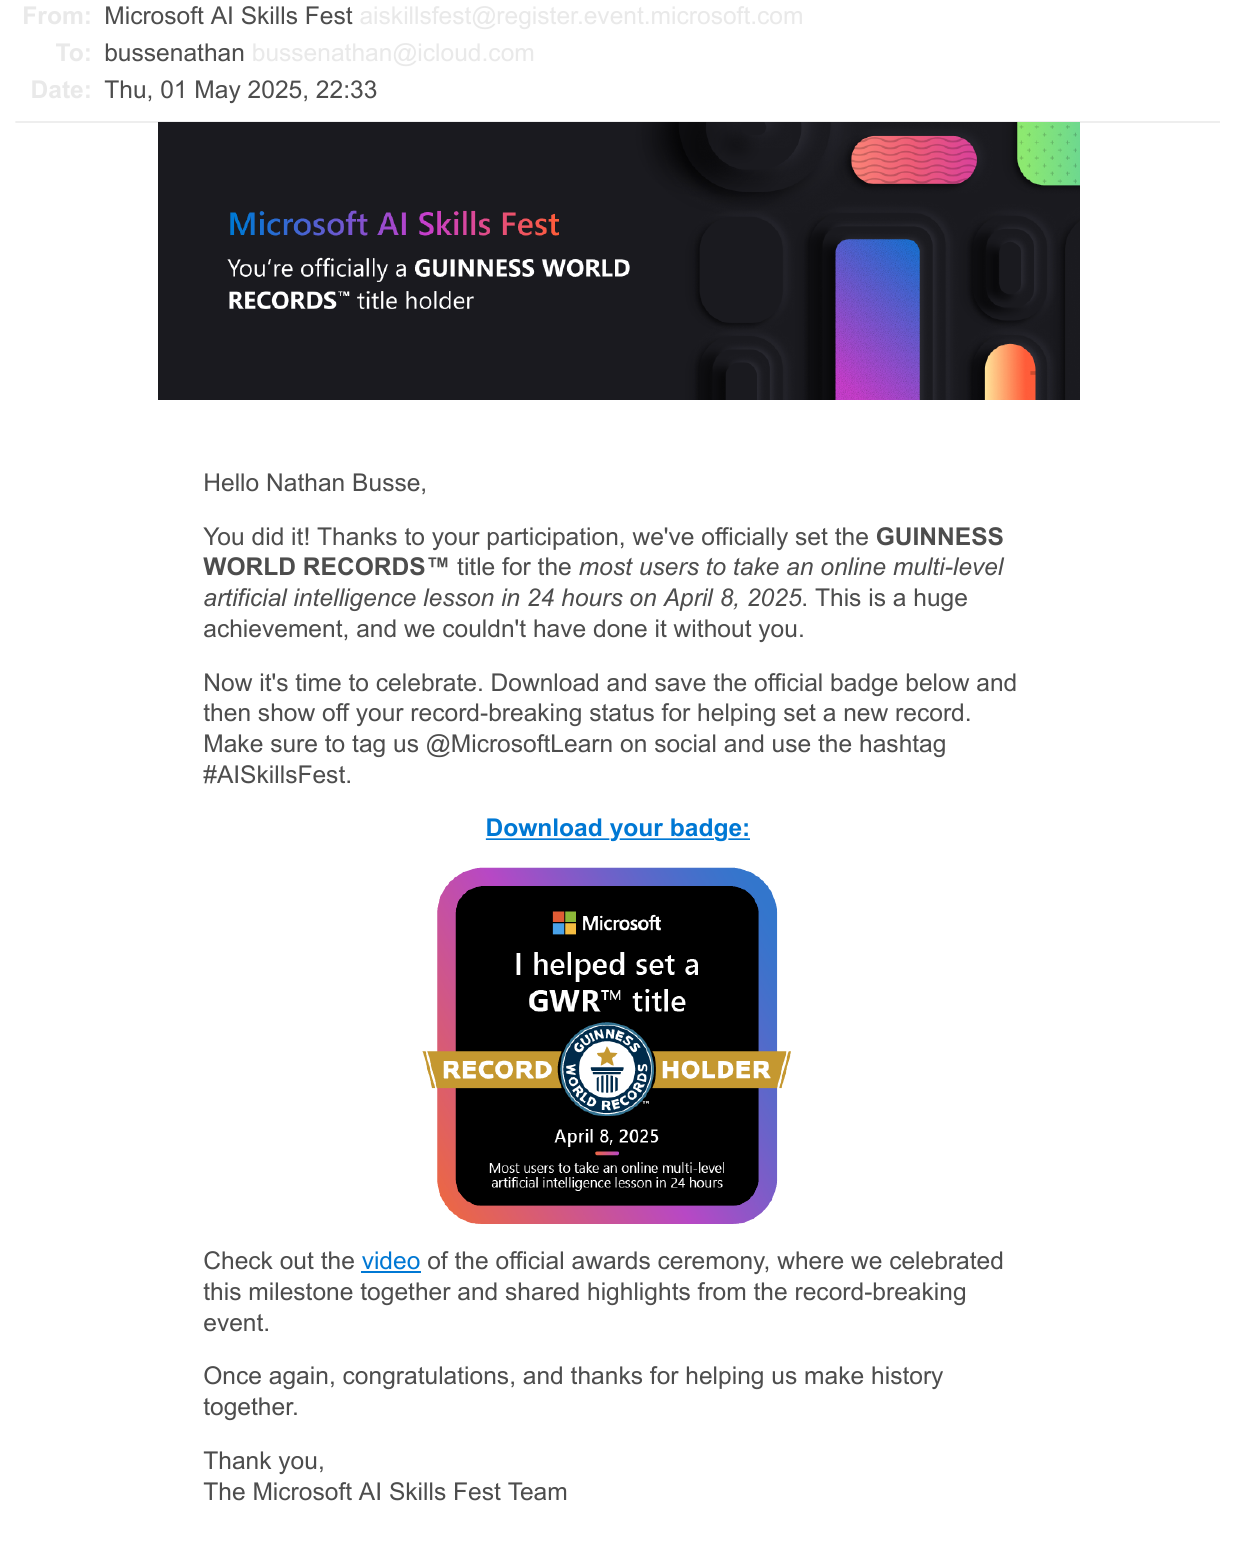 From: Microsoft AI Skills Fest aiskillsfest@register.event.microsoft.com
To: bussenathan bussenathan@icloud.com
Date: Thu, 01 May 2025, 22:33
Microsoft AI Skills Fest
You're officially a GUINNESS WORLD
RECORDS™ title holder
Hello Nathan Busse,
You did it! Thanks to your participation, we've officially set the GUINNESS
WORLD RECORDS™ title for the most users to take an online multi-level
artificial intelligence lesson in 24 hours on April 8, 2025. This is a huge
achievement, and we couldn't have done it without you.
Now it's time to celebrate. Download and save the official badge below and
then show off your record-breaking status for helping set a new record.
Make sure to tag us @MicrosoftLearn on social and use the hashtag
#AISkillsFest.
Download your badge:
Microsoft
I helped set a
GWR™ title
RECORD GUINNESS WORLD RECORDS™ HOLDER
April 8, 2025
Most users to take an online multi-level
artificial intelligence lesson in 24 hours
Check out the video of the official awards ceremony, where we celebrated
this milestone together and shared highlights from the record-breaking
event.
Once again, congratulations, and thanks for helping us make history
together.
Thank you,
The Microsoft AI Skills Fest Team